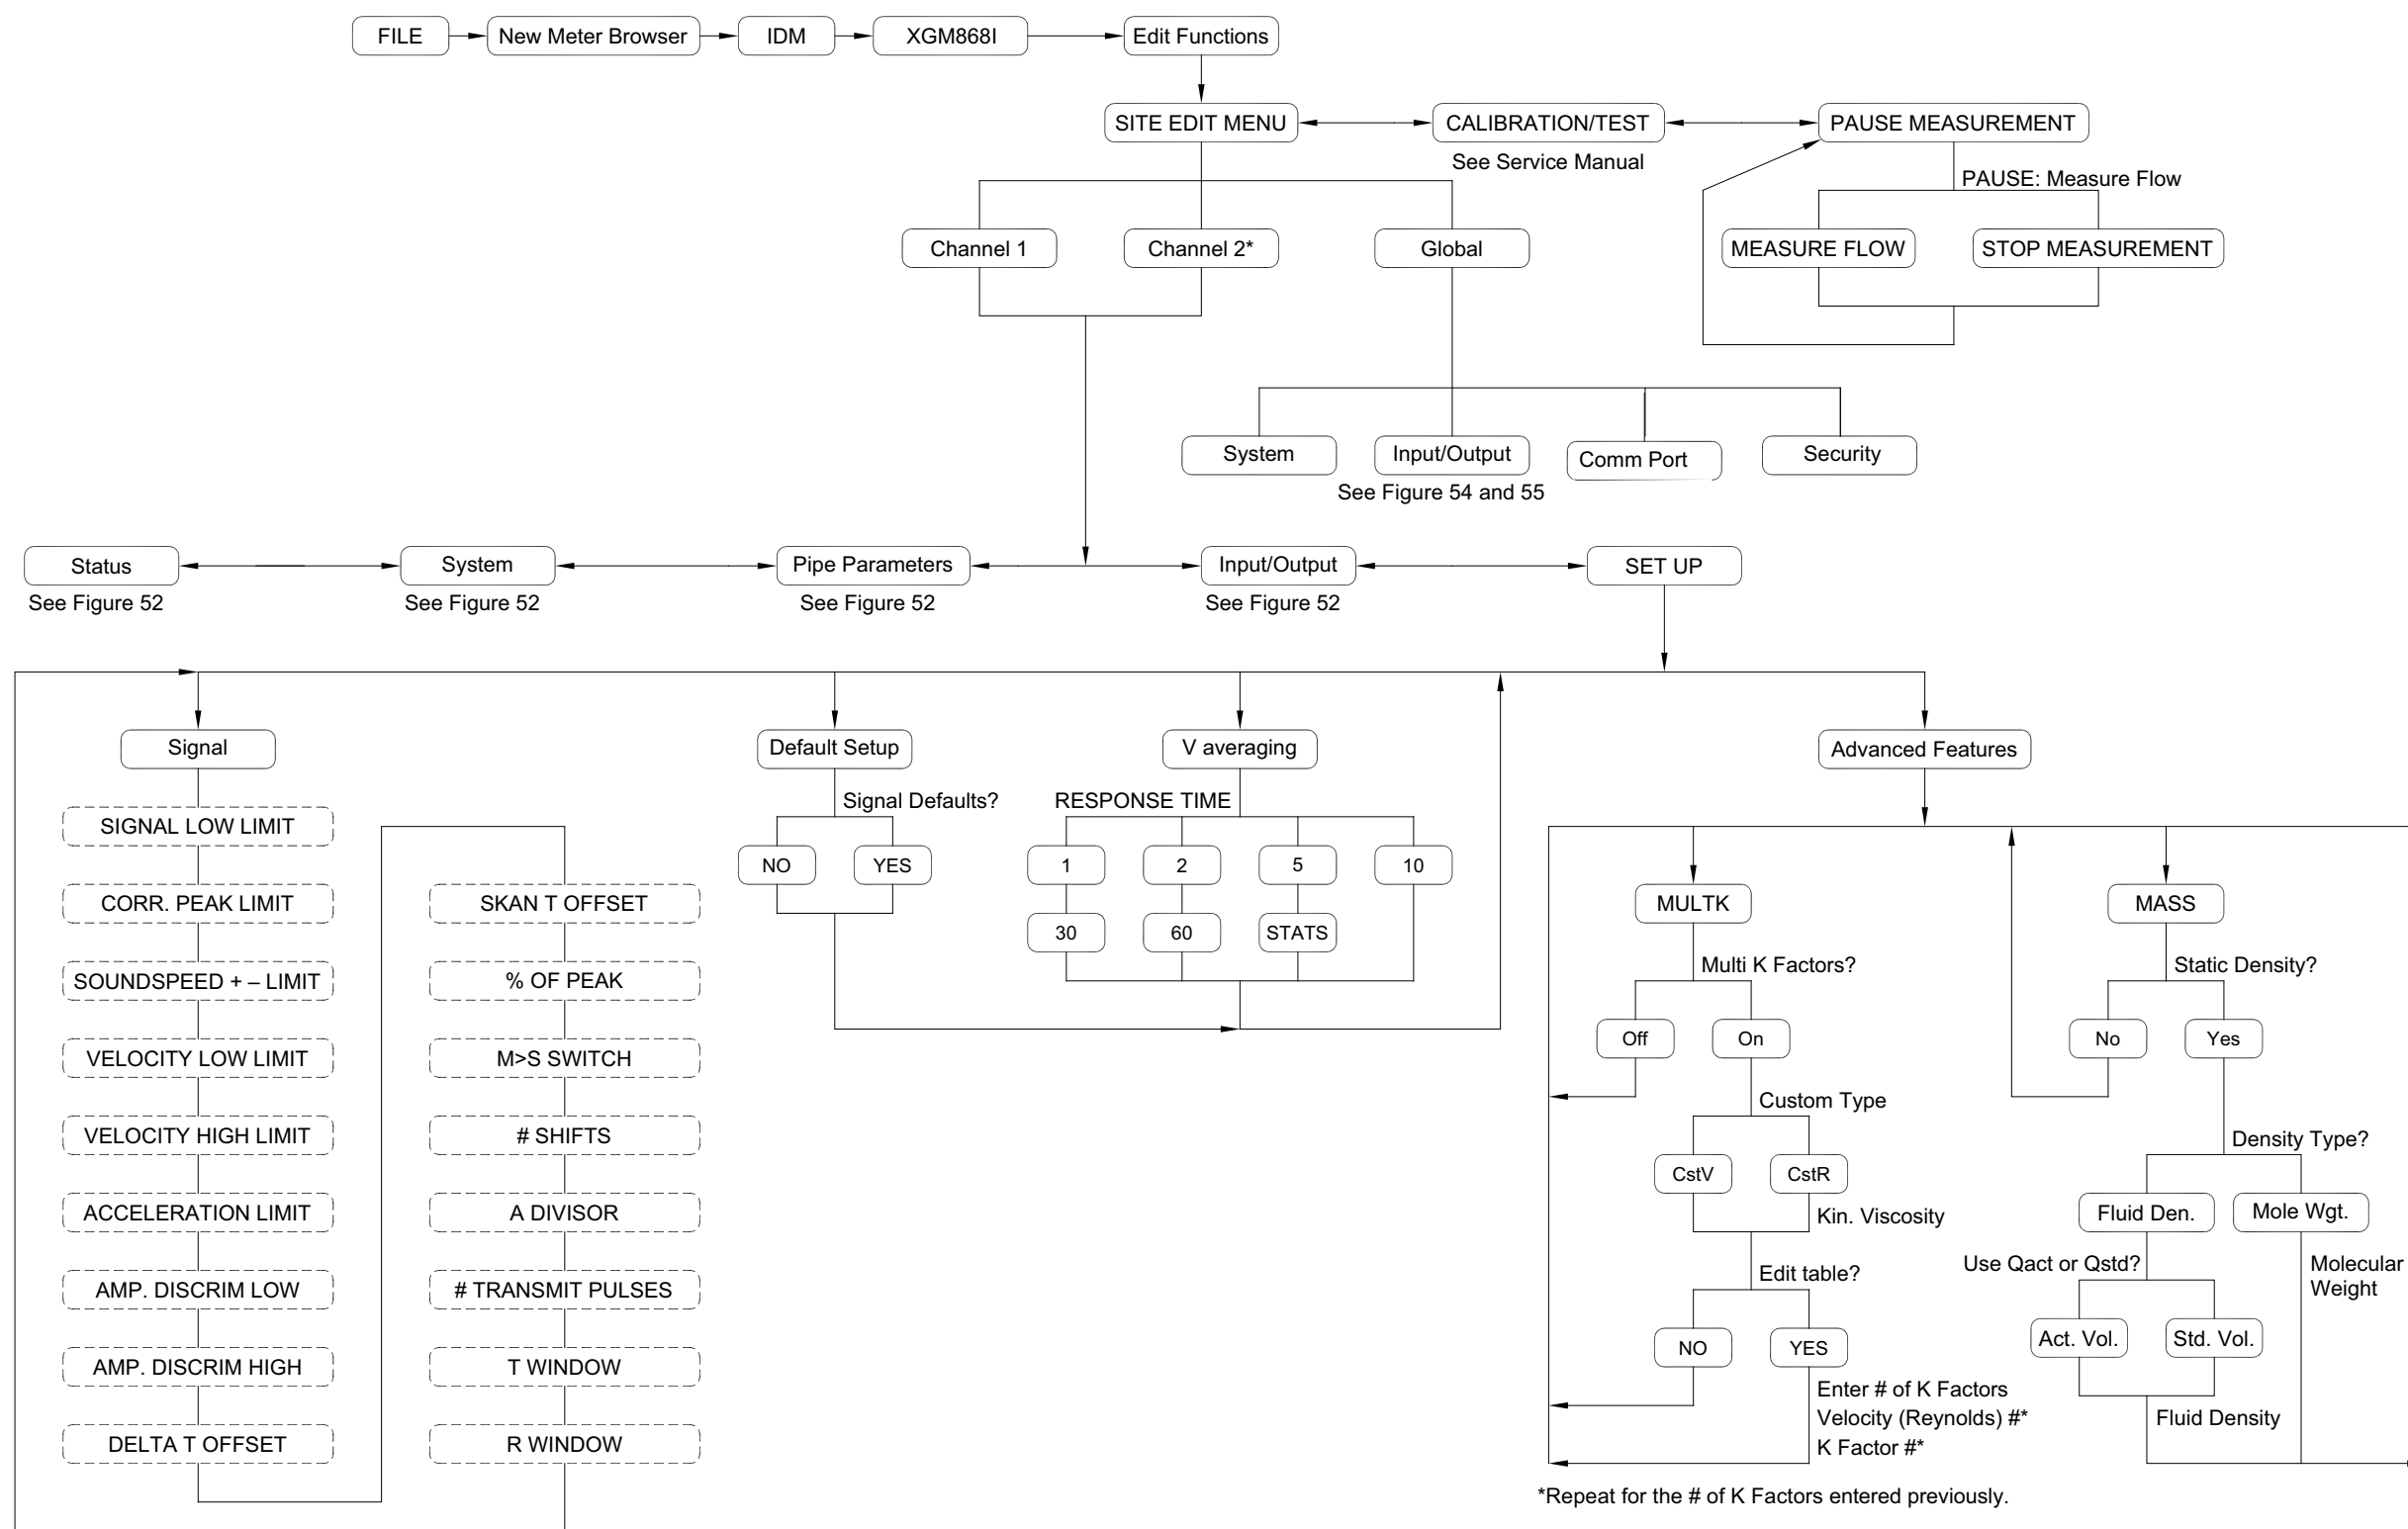 FILE
New Meter Browser
IDM
XGM868I
Edit Functions
SITE EDIT MENU
CALIBRATION/TEST
PAUSE MEASUREMENT
See Service Manual
PAUSE: Measure Flow
Channel 1
Channel 2*
Global
MEASURE FLOW
STOP MEASUREMENT
System
Input/Output
Comm Port
Security
See Figure 54 and 55
Status
System
Pipe Parameters
Input/Output
SET UP
See Figure 52
See Figure 52
See Figure 52
See Figure 52
Signal
Default Setup
V averaging
Advanced Features
SIGNAL LOW LIMIT
CORR. PEAK LIMIT
SOUNDSPEED + – LIMIT
VELOCITY LOW LIMIT
VELOCITY HIGH LIMIT
ACCELERATION LIMIT
AMP. DISCRIM LOW
AMP. DISCRIM HIGH
DELTA T OFFSET
SKAN T OFFSET
% OF PEAK
M>S SWITCH
# SHIFTS
A DIVISOR
# TRANSMIT PULSES
T WINDOW
R WINDOW
Signal Defaults?
NO
YES
RESPONSE TIME
1
2
5
10
30
60
STATS
MULTK
Multi K Factors?
Off
On
Custom Type
CstV
CstR
Kin. Viscosity
Edit table?
NO
YES
Enter # of K Factors
Velocity (Reynolds) #*
K Factor #*
MASS
Static Density?
No
Yes
Density Type?
Fluid Den.
Mole Wgt.
Use Qact or Qstd?
Molecular
Weight
Act. Vol.
Std. Vol.
Fluid Density
*Repeat for the # of K Factors entered previously.